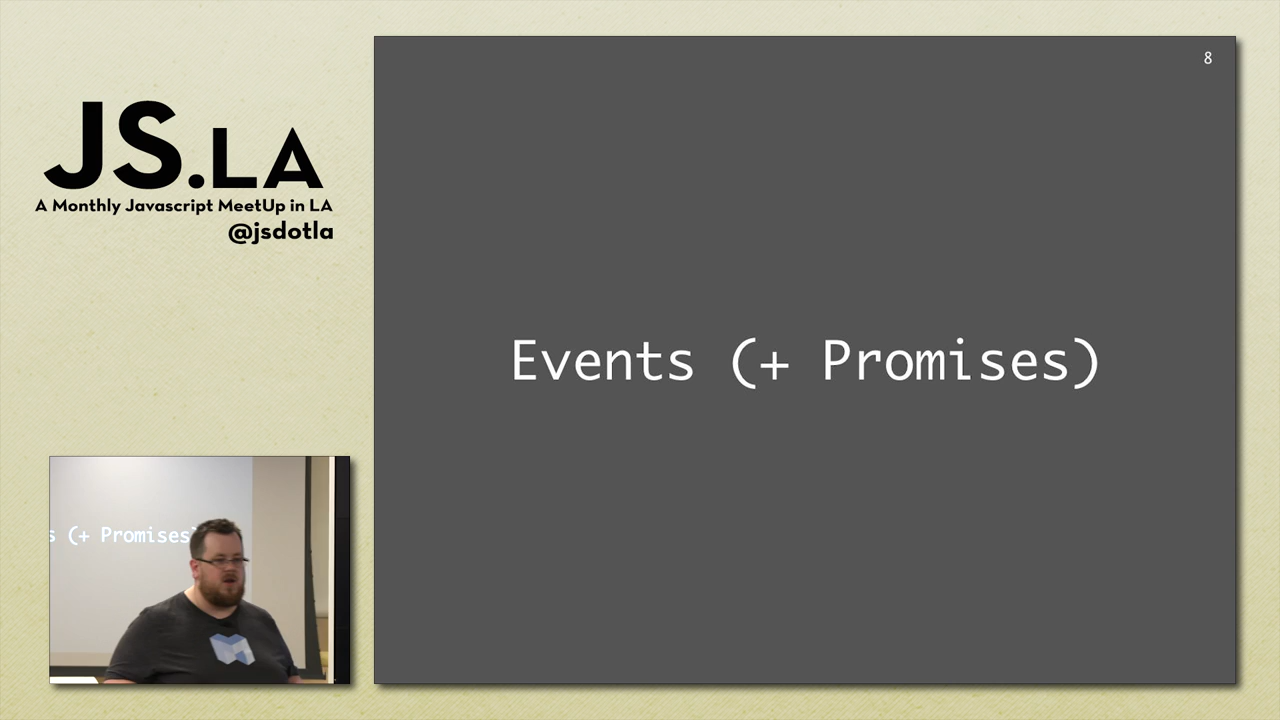 JS.LA
A Monthly Javascript MeetUp in LA
@jsdotla
8
Events (+ Promises)
s (+ Promises)